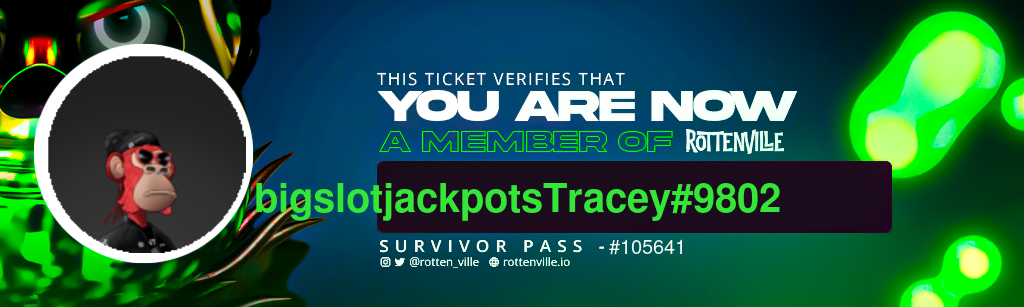 THIS TICKET VERIFIES THAT
YOU ARE NOW
A MEMBER OF ROTTENVILLE
bigslotjackpotsTracey#9802
SURVIVOR PASS - #105641
@rotten_ville rottenville.io